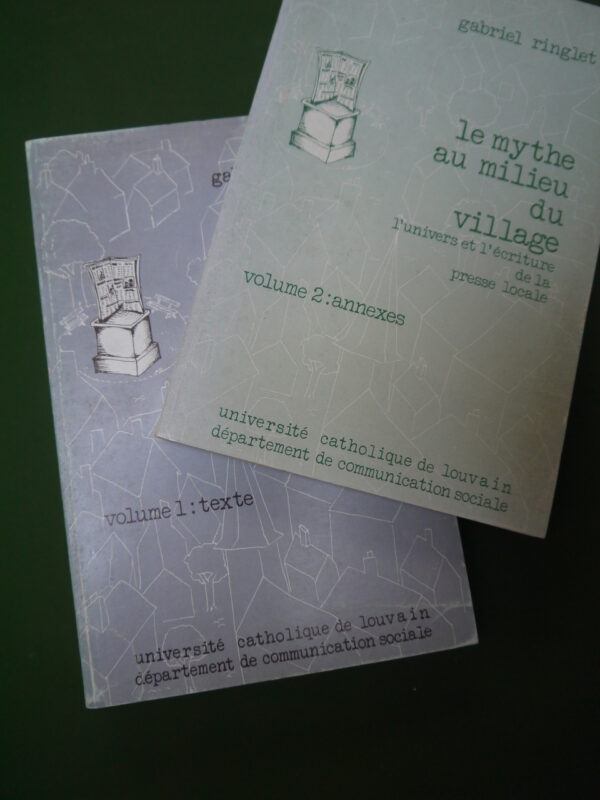 gabriel ringlet
le mythe
au milieu
du
village
l'univers et l'écriture
de la
presse locale
volume 2:annexes
université catholique de louvain
département de communication sociale
volume 1:texte
université catholique de louvain
département de communication sociale